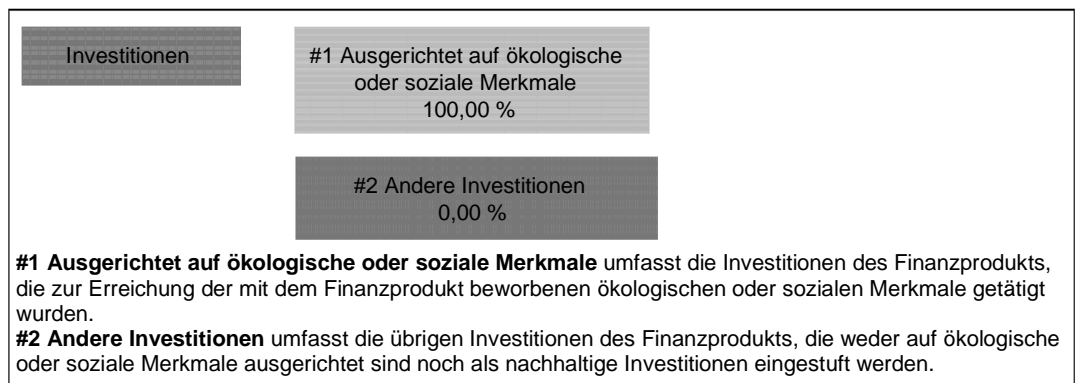 Investitionen
#1 Ausgerichtet auf ökologische
oder soziale Merkmale
100,00 %
#2 Andere Investitionen
0,00 %
#1 Ausgerichtet auf ökologische oder soziale Merkmale umfasst die Investitionen des Finanzprodukts,
die zur Erreichung der mit dem Finanzprodukt beworbenen ökologischen oder sozialen Merkmale getätigt
wurden.
#2 Andere Investitionen umfasst die übrigen Investitionen des Finanzprodukts, die weder auf ökologische
oder soziale Merkmale ausgerichtet sind noch als nachhaltige Investitionen eingestuft werden.